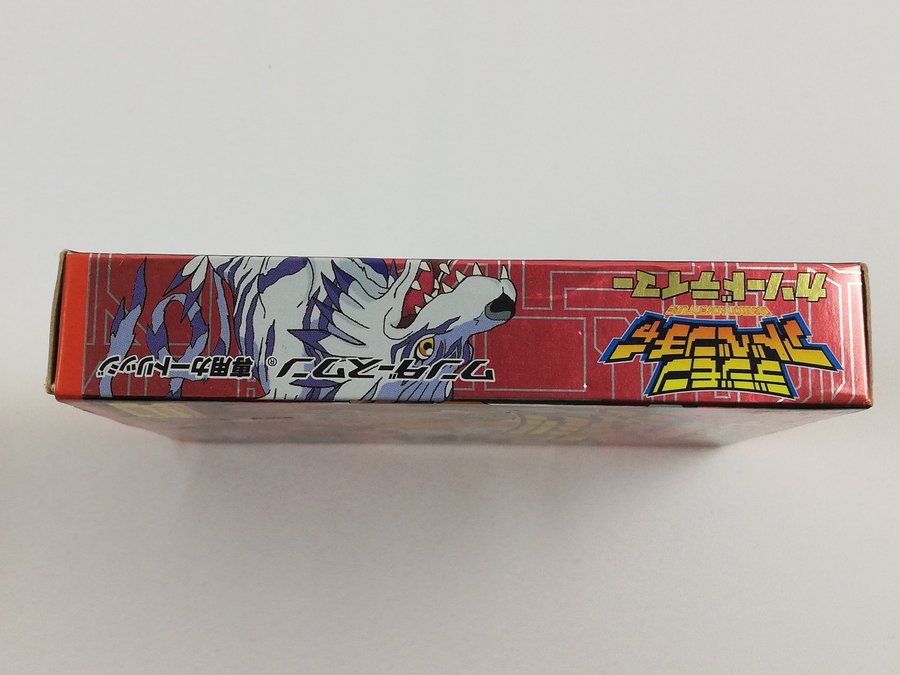 デジモン
アドベンチャー
カソードテイマー
ワンダースワン® 専用カートリッジ